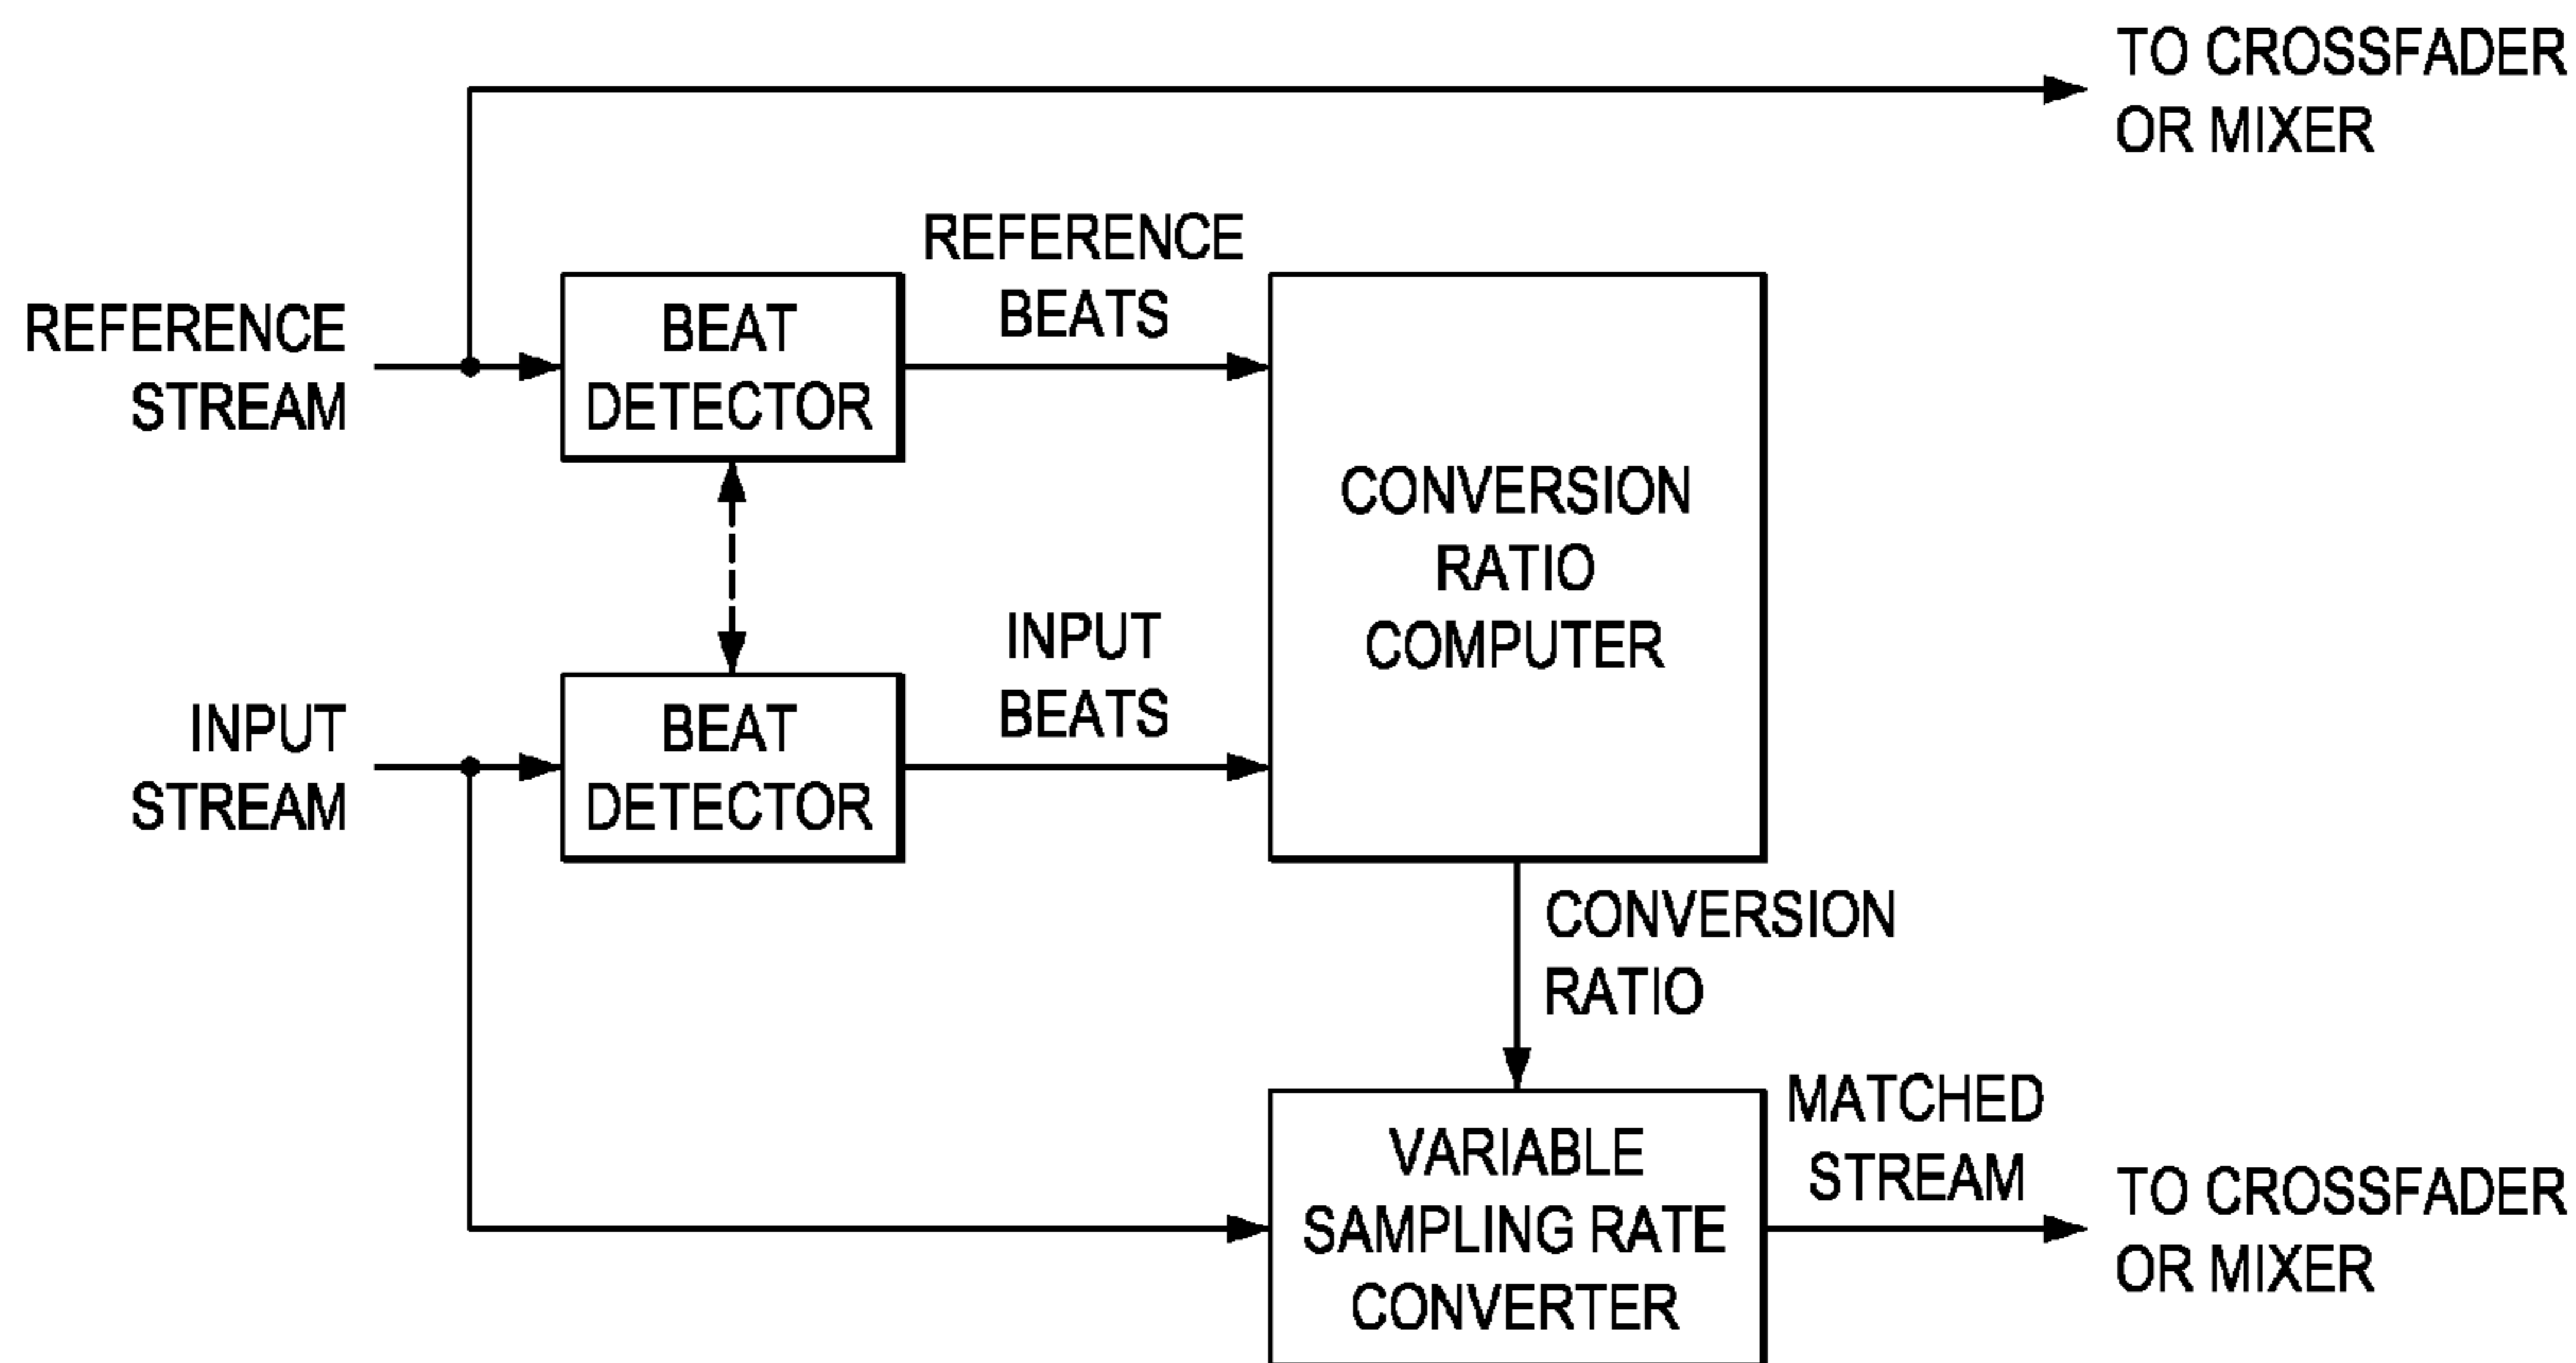 TO CROSSFADER
OR MIXER
REFERENCE
BEATS
REFERENCE
STREAM
BEAT
DETECTOR
CONVERSION
RATIO
COMPUTER
INPUT
BEATS
INPUT
STREAM
BEAT
DETECTOR
CONVERSION
RATIO
MATCHED
STREAM
VARIABLE
SAMPLING RATE
CONVERTER
TO CROSSFADER
OR MIXER